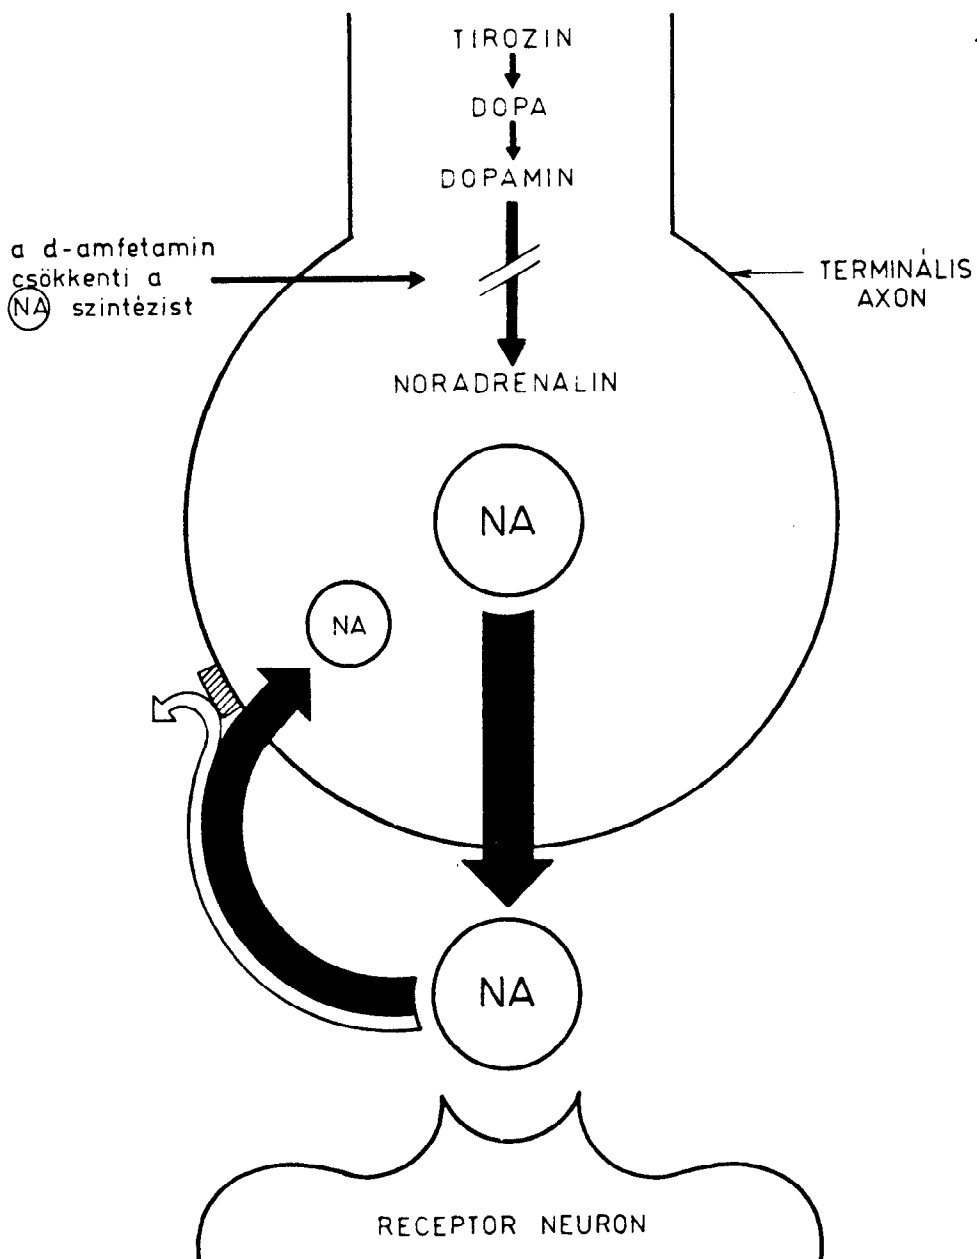 TIROZIN
DOPA
DOPAMIN
a d-amfetamin
csökkenti a
NA szintézist
TERMINÁLIS
AXON
NORADRENALIN
NA
NA
NA
RECEPTOR NEURON